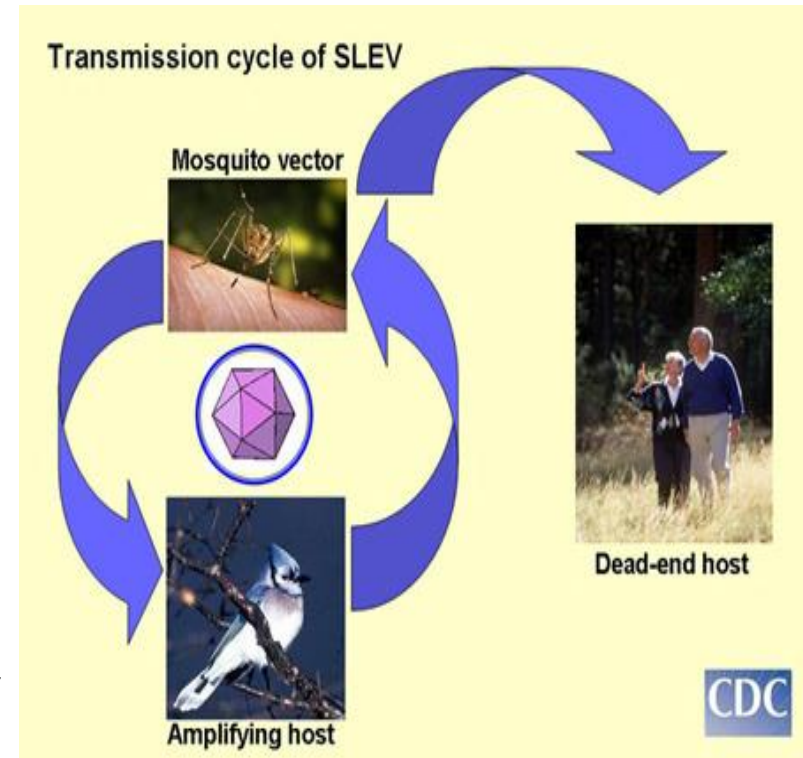 Transmission cycle of SLEV
Mosquito vector
Dead-end host
CDC
Amplifying host